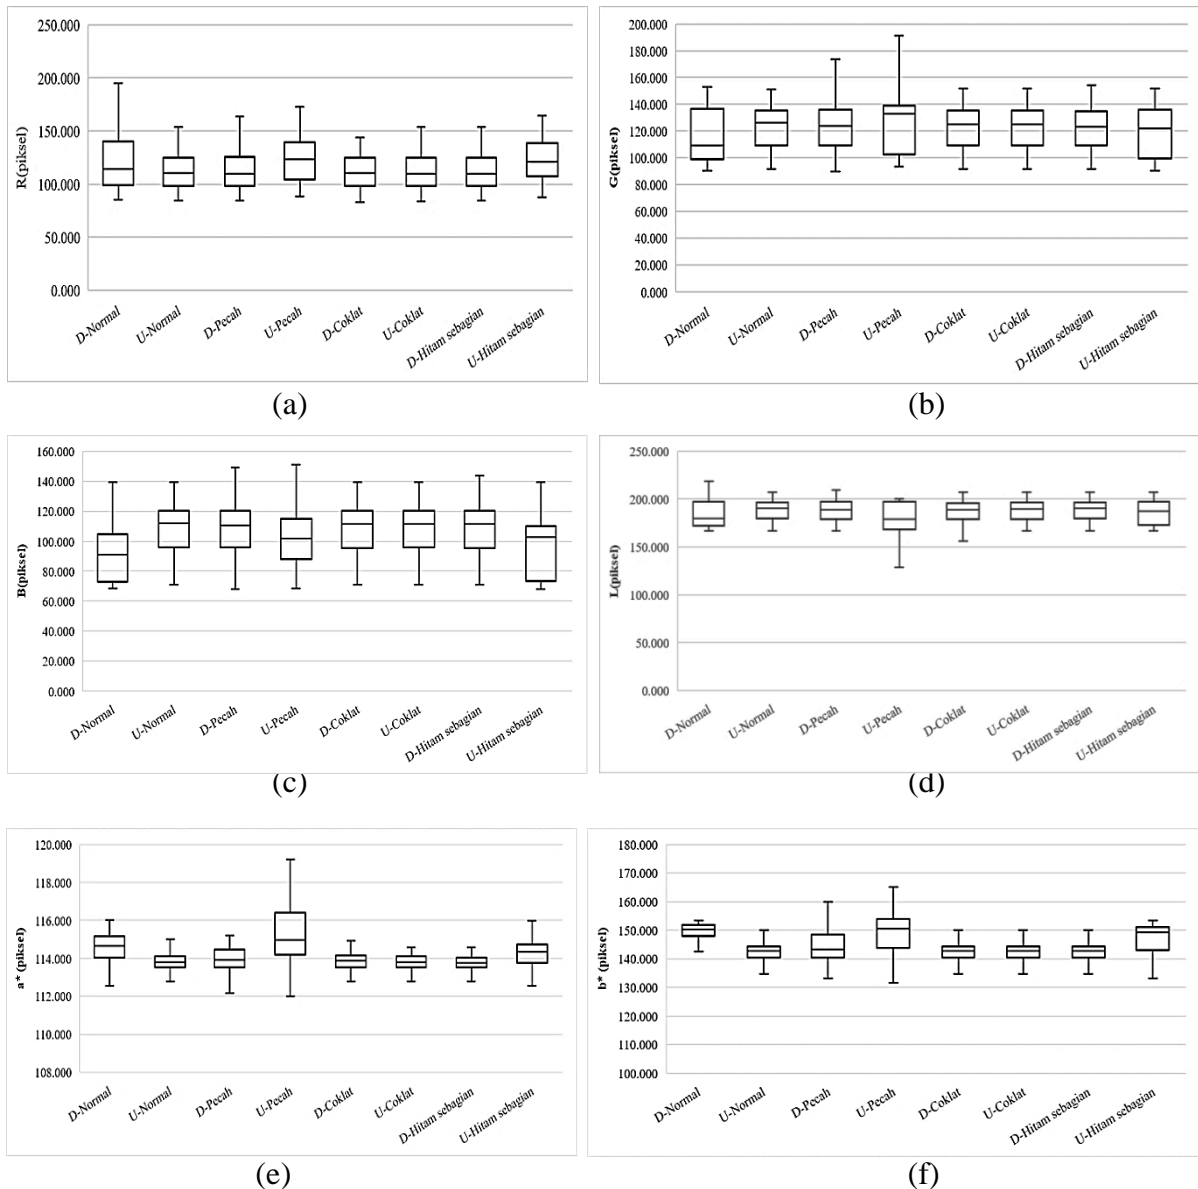 R(piksel)
250.000
200.000
150.000
100.000
50.000
0.000
D-Normal
U-Normal
D-Pecah
U-Pecah
D-Coklat
U-Coklat
D-Hitam sebagian
U-Hitam sebagian
(a)
G(piksel)
200.000
180.000
160.000
140.000
120.000
100.000
80.000
60.000
40.000
20.000
0.000
D-Normal
U-Normal
D-Pecah
U-Pecah
D-Coklat
U-Coklat
D-Hitam sebagian
U-Hitam sebagian
(b)
B(piksel)
160.000
140.000
120.000
100.000
80.000
60.000
40.000
20.000
0.000
D-Normal
U-Normal
D-Pecah
U-Pecah
D-Coklat
U-Coklat
D-Hitam sebagian
U-Hitam sebagian
(c)
L(piksel)
250.000
200.000
150.000
100.000
50.000
0.000
D-Normal
U-Normal
D-Pecah
U-Pecah
D-Coklat
U-Coklat
D-Hitam sebagian
U-Hitam sebagian
(d)
a* (piksel)
120.000
118.000
116.000
114.000
112.000
110.000
108.000
D-Normal
U-Normal
D-Pecah
U-Pecah
D-Coklat
U-Coklat
D-Hitam sebagian
U-Hitam sebagian
(e)
b* (piksel)
180.000
170.000
160.000
150.000
140.000
130.000
120.000
110.000
100.000
D-Normal
U-Normal
D-Pecah
U-Pecah
D-Coklat
U-Coklat
D-Hitam sebagian
U-Hitam sebagian
(f)